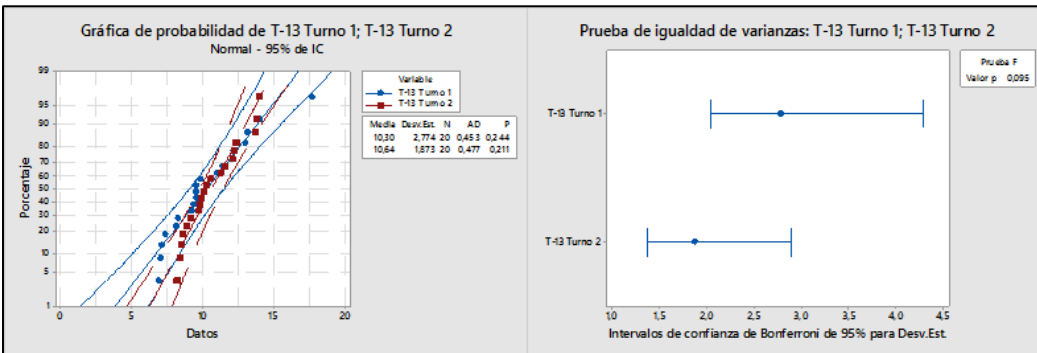 Gráfica de probabilidad de T-13 Turno 1; T-13 Turno 2
Normal - 95% de IC
99
95
90
80
70
60
50
40
30
20
10
5
1
Porcentaje
0
5
10
15
20
Datos
Variable
T-13 Turno 1
T-13 Turno 2
Media Desv.Est. N AD P
10,30 2,774 20 0,453 0,244
10,64 1,873 20 0,477 0,211
Prueba de igualdad de varianzas: T-13 Turno 1; T-13 Turno 2
Prueba F
Valor p 0,095
T-13 Turno 1
T-13 Turno 2
1,0
1,5
2,0
2,5
3,0
3,5
4,0
4,5
Intervalos de confianza de Bonferroni de 95% para Desv.Est.